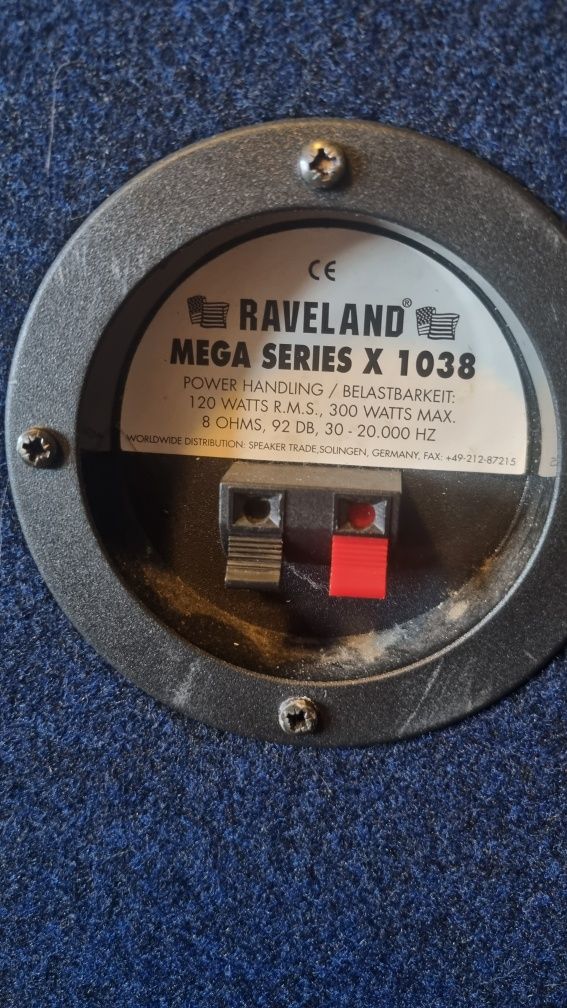 CE
RAVELAND®
MEGA SERIES X 1038
POWER HANDLING / BELASTBARKEIT:
120 WATTS R.M.S., 300 WATTS MAX.
8 OHMS, 92 DB, 30 - 20.000 HZ
WORLDWIDE DISTRIBUTION: SPEAKER TRADE,SOLINGEN, GERMANY, FAX: +49-212-87215